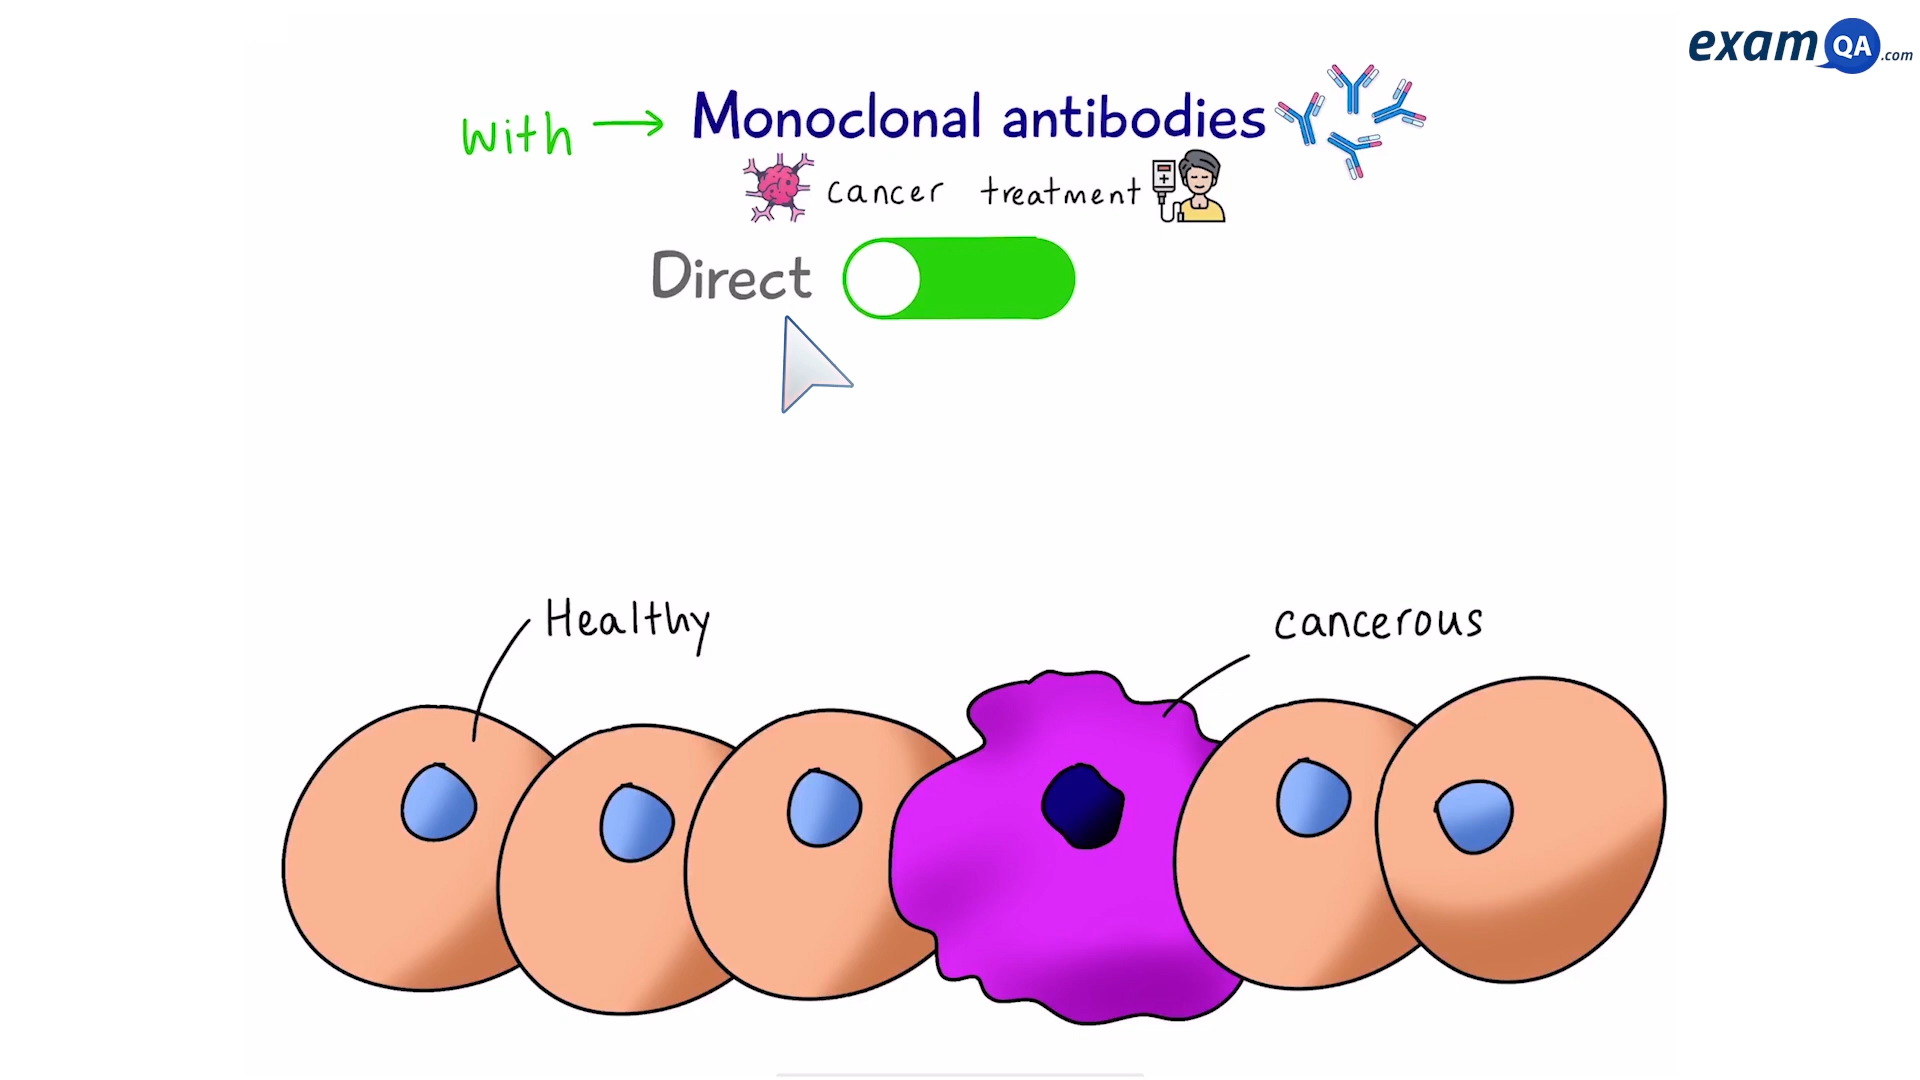 examQA.com
with → Monoclonal antibodies
cancer treatment
Direct
Healthy
cancerous